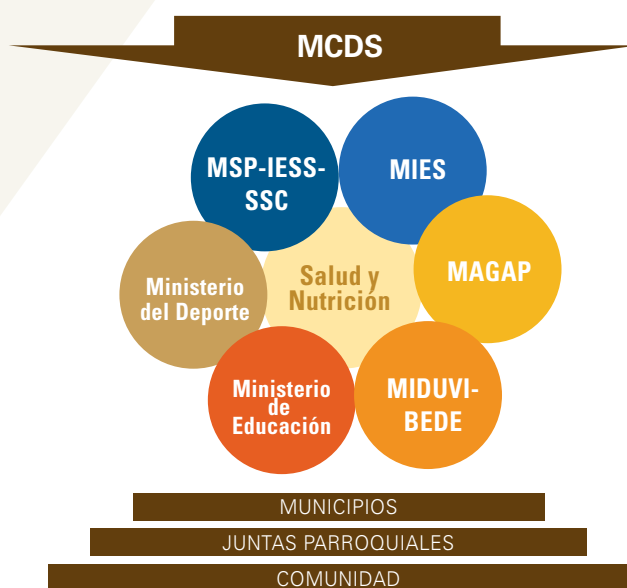 MCDS
MSP-IESS-
SSC
MIES
MAGAP
Salud y
Nutrición
Ministerio
del Deporte
Ministerio
de
Educación
MIDUVI-
BEDE
MUNICIPIOS
JUNTAS PARROQUIALES
COMUNIDAD